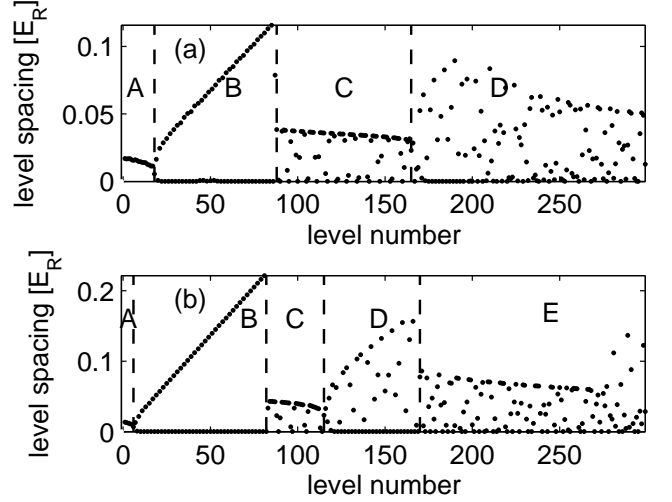 level spacing [E_R]
0.1
0.05
0
(a)
A
B
C
D
0 50 100 150 200 250
level number
level spacing [E_R]
0.2
0.1
0
(b)
A
B
C
D
E
0 50 100 150 200 250
level number